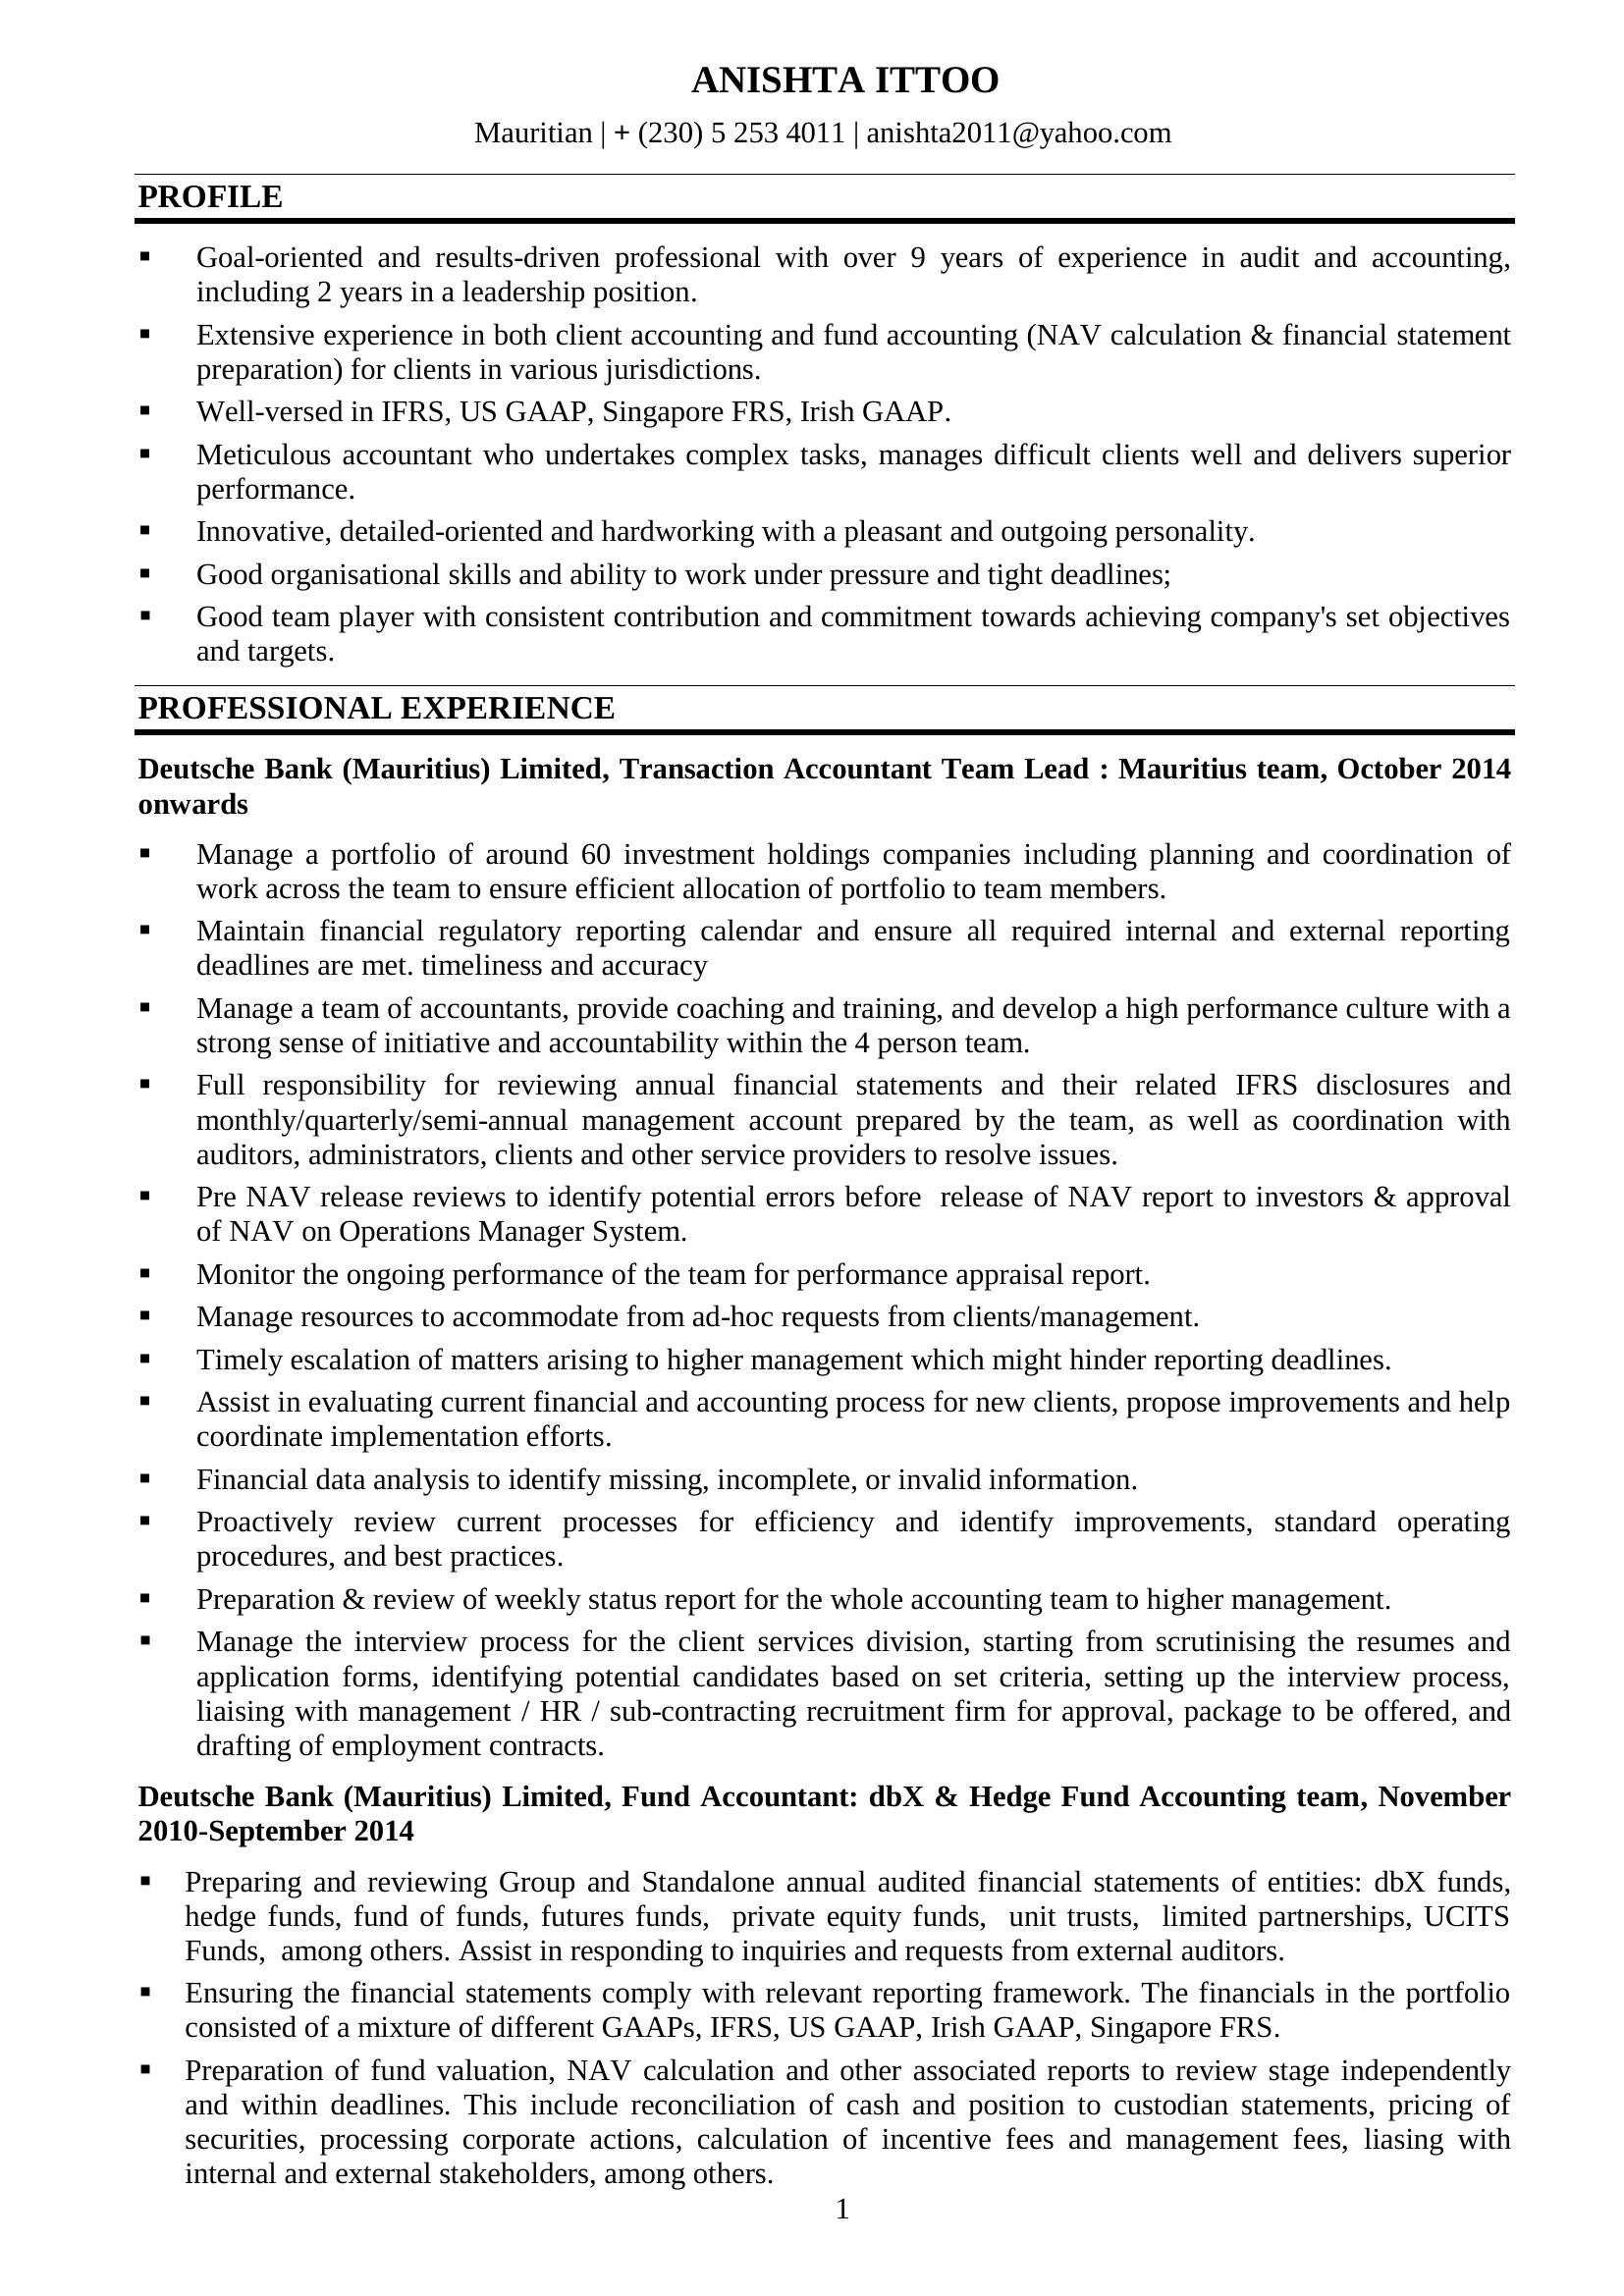 ANISHTA ITTOO
Mauritian | + (230) 5 253 4011 | anishta2011@yahoo.com
PROFILE
▪ Goal-oriented and results-driven professional with over 9 years of experience in audit and accounting,
including 2 years in a leadership position.
▪ Extensive experience in both client accounting and fund accounting (NAV calculation & financial statement
preparation) for clients in various jurisdictions.
▪ Well-versed in IFRS, US GAAP, Singapore FRS, Irish GAAP.
▪ Meticulous accountant who undertakes complex tasks, manages difficult clients well and delivers superior
performance.
▪ Innovative, detailed-oriented and hardworking with a pleasant and outgoing personality.
▪ Good organisational skills and ability to work under pressure and tight deadlines;
▪ Good team player with consistent contribution and commitment towards achieving company's set objectives
and targets.
PROFESSIONAL EXPERIENCE
Deutsche Bank (Mauritius) Limited, Transaction Accountant Team Lead : Mauritius team, October 2014
onwards
▪ Manage a portfolio of around 60 investment holdings companies including planning and coordination of
work across the team to ensure efficient allocation of portfolio to team members.
▪ Maintain financial regulatory reporting calendar and ensure all required internal and external reporting
deadlines are met. timeliness and accuracy
▪ Manage a team of accountants, provide coaching and training, and develop a high performance culture with a
strong sense of initiative and accountability within the 4 person team.
▪ Full responsibility for reviewing annual financial statements and their related IFRS disclosures and
monthly/quarterly/semi-annual management account prepared by the team, as well as coordination with
auditors, administrators, clients and other service providers to resolve issues.
▪ Pre NAV release reviews to identify potential errors before  release of NAV report to investors & approval
of NAV on Operations Manager System.
▪ Monitor the ongoing performance of the team for performance appraisal report.
▪ Manage resources to accommodate from ad-hoc requests from clients/management.
▪ Timely escalation of matters arising to higher management which might hinder reporting deadlines.
▪ Assist in evaluating current financial and accounting process for new clients, propose improvements and help
coordinate implementation efforts.
▪ Financial data analysis to identify missing, incomplete, or invalid information.
▪ Proactively review current processes for efficiency and identify improvements, standard operating
procedures, and best practices.
▪ Preparation & review of weekly status report for the whole accounting team to higher management.
▪ Manage the interview process for the client services division, starting from scrutinising the resumes and
application forms, identifying potential candidates based on set criteria, setting up the interview process,
liaising with management / HR / sub-contracting recruitment firm for approval, package to be offered, and
drafting of employment contracts.
Deutsche Bank (Mauritius) Limited, Fund Accountant: dbX & Hedge Fund Accounting team, November
2010-September 2014
▪ Preparing and reviewing Group and Standalone annual audited financial statements of entities: dbX funds,
hedge funds, fund of funds, futures funds,  private equity funds,  unit trusts,  limited partnerships, UCITS
Funds,  among others. Assist in responding to inquiries and requests from external auditors.
▪ Ensuring the financial statements comply with relevant reporting framework. The financials in the portfolio
consisted of a mixture of different GAAPs, IFRS, US GAAP, Irish GAAP, Singapore FRS.
▪ Preparation of fund valuation, NAV calculation and other associated reports to review stage independently
and within deadlines. This include reconciliation of cash and position to custodian statements, pricing of
securities, processing corporate actions, calculation of incentive fees and management fees, liasing with
internal and external stakeholders, among others.
1